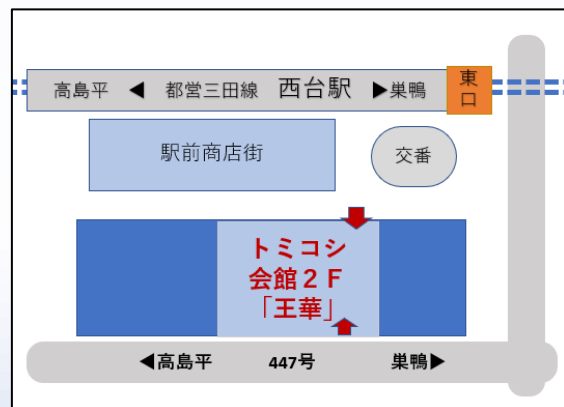 高島平 ◀ 都営三田線 西台駅 ▶巣鴨
東
口
駅前商店街
交番
トミコシ
会館２Ｆ
「王華」
◀高島平 447号 巣鴨▶